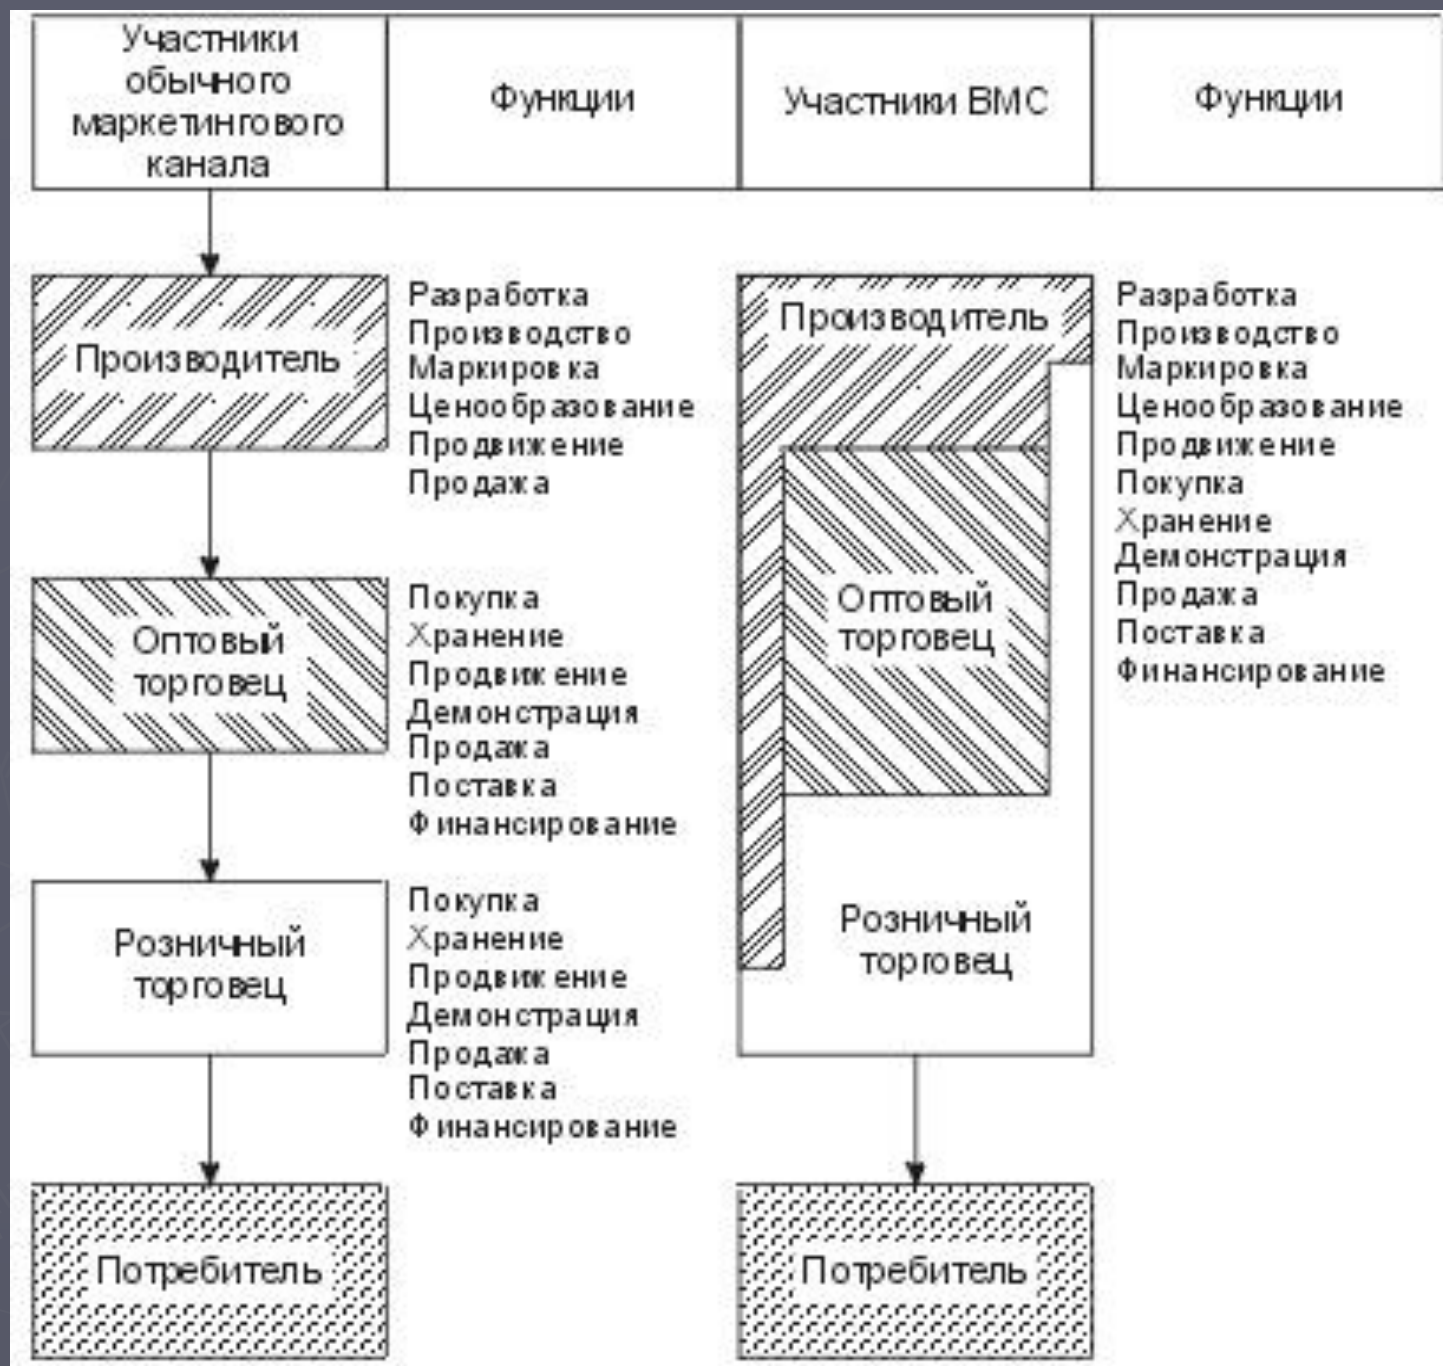 Участники
обычного
маркетингового
канала
Функции
Участники ВМС
Функции
Производитель
Разработка
Производство
Маркировка
Ценообразование
Продвижение
Продажа
Оптовый
торговец
Покупка
Хранение
Продвижение
Демонстрация
Продажа
Поставка
Финансирование
Розничный
торговец
Покупка
Хранение
Продвижение
Демонстрация
Продажа
Поставка
Финансирование
Потребитель
Производитель
Оптовый
торговец
Розничный
торговец
Разработка
Производство
Маркировка
Ценообразование
Продвижение
Покупка
Хранение
Демонстрация
Продажа
Поставка
Финансирование
Потребитель